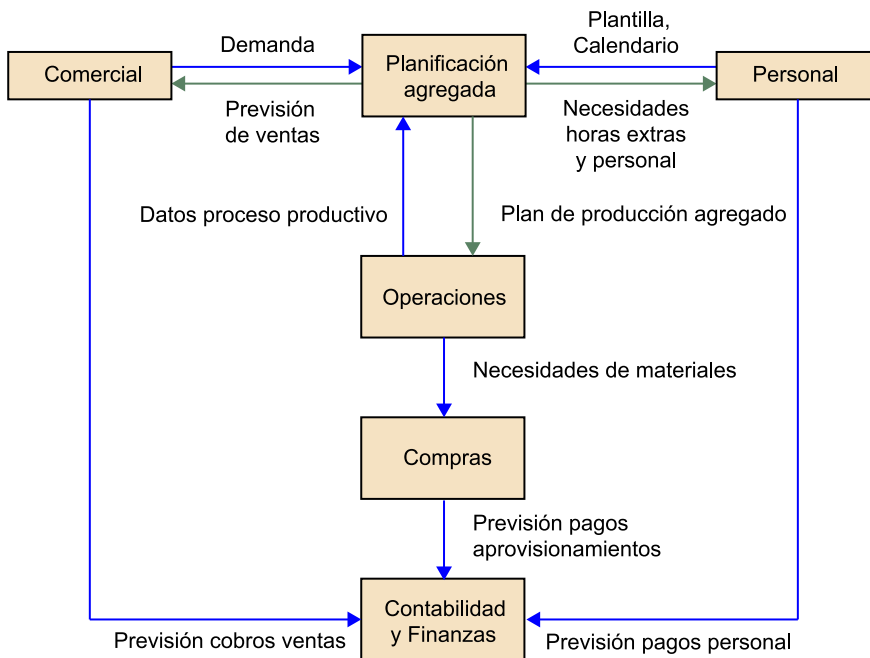 Demanda
Plantilla,
Calendario
Comercial
Planificación
agregada
Personal
Previsión
de ventas
Necesidades
horas extras
y personal
Datos proceso productivo
Plan de producción agregado
Operaciones
Necesidades de materiales
Compras
Previsión pagos
aprovisionamientos
Contabilidad
y Finanzas
Previsión cobros ventas
Previsión pagos personal